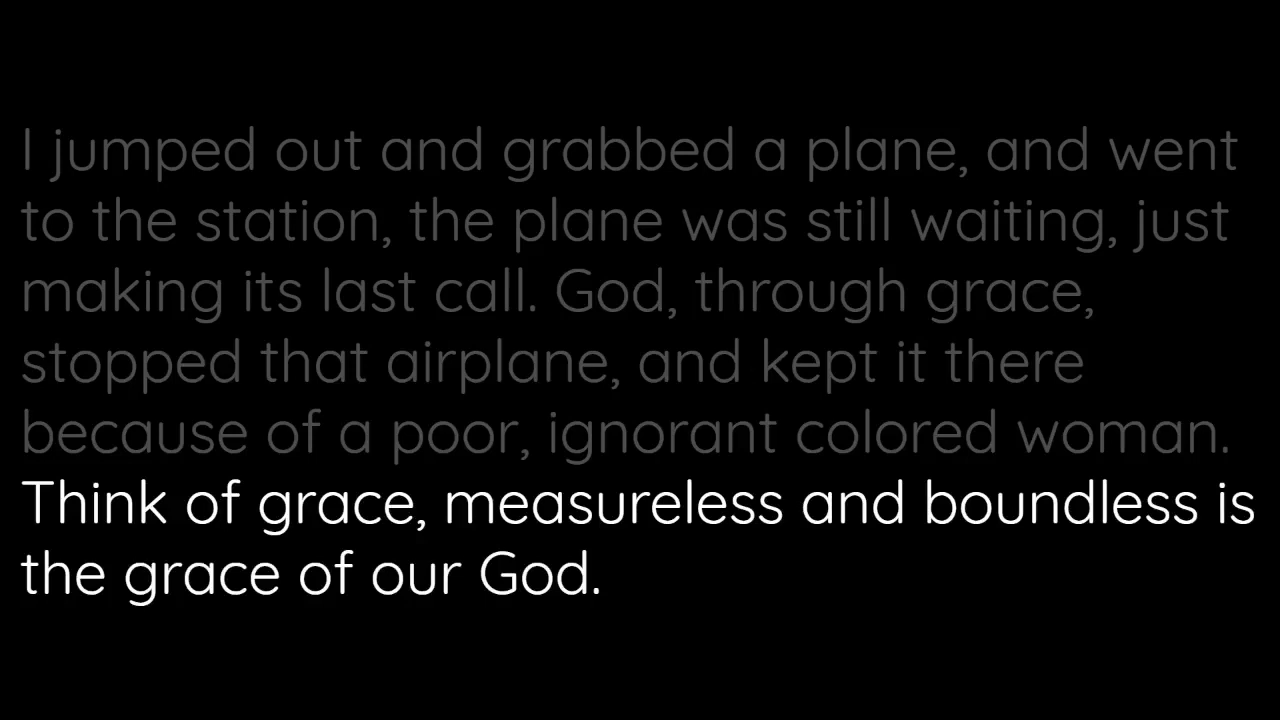 I jumped out and grabbed a plane, and went
to the station, the plane was still waiting, just
making its last call. God, through grace,
stopped that airplane, and kept it there
because of a poor, ignorant colored woman.
Think of grace, measureless and boundless is
the grace of our God.